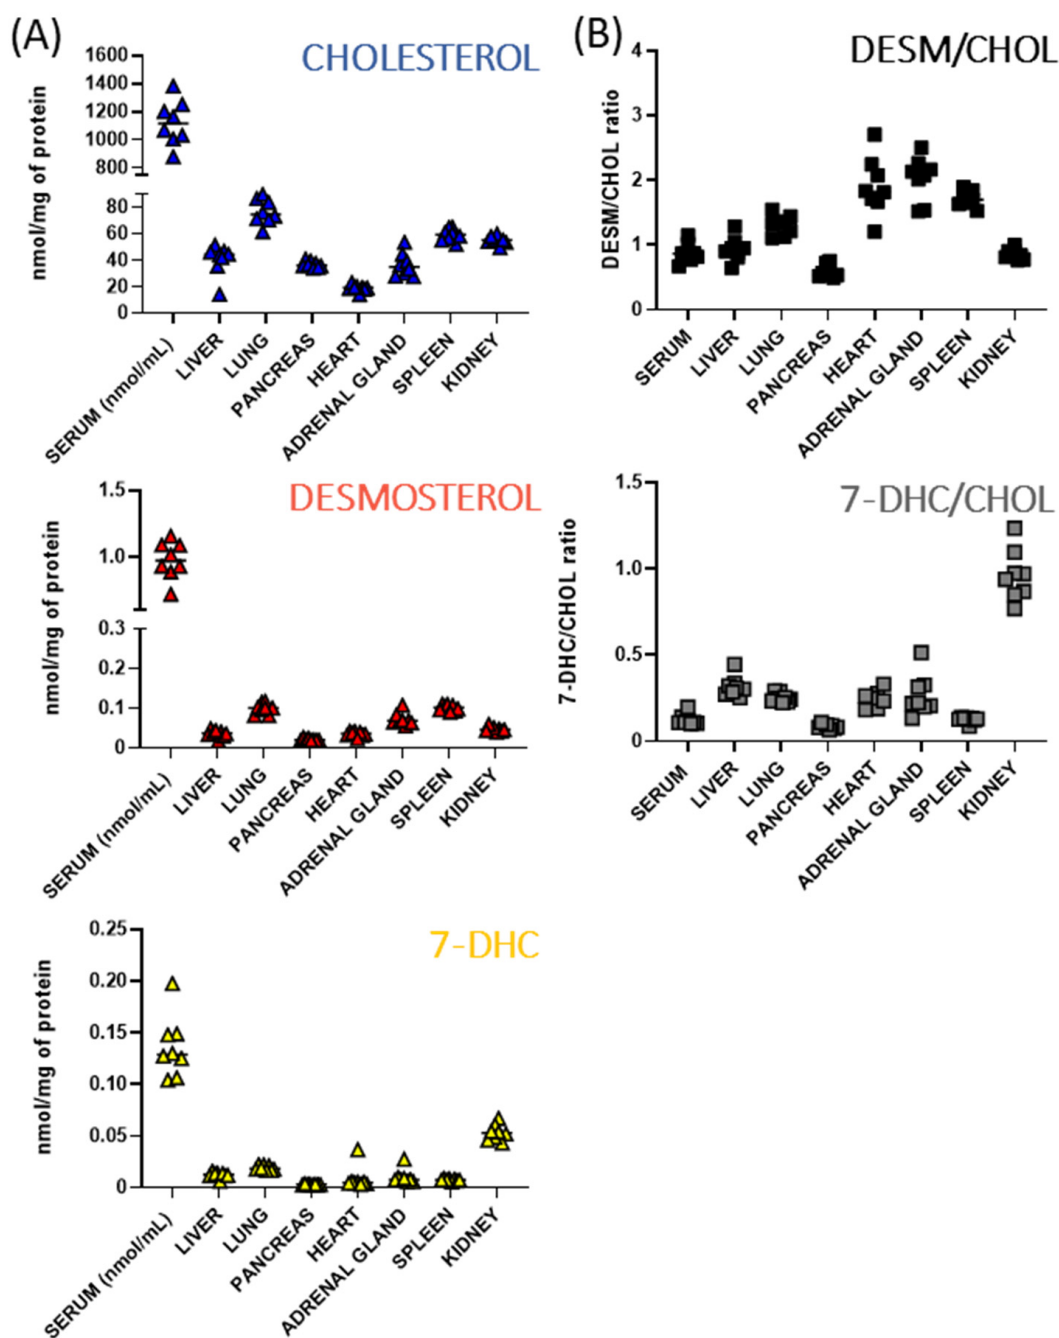 (A)
CHOLESTEROL
nmol/mg of protein
1600
1400
1200
1000
800
80
60
40
20
0
SERUM (nmol/mL)
LIVER
LUNG
PANCREAS
HEART
ADRENAL GLAND
SPLEEN
KIDNEY
(B)
DESM/CHOL
DESM/CHOL ratio
4
3
2
1
0
SERUM
LIVER
LUNG
PANCREAS
HEART
ADRENAL GLAND
SPLEEN
KIDNEY
DESMOSTEROL
nmol/mg of protein
1.5
1.0
0.3
0.2
0.1
0
SERUM (nmol/mL)
LIVER
LUNG
PANCREAS
HEART
ADRENAL GLAND
SPLEEN
KIDNEY
7-DHC/CHOL
7-DHC/CHOL ratio
1.5
1.0
0.5
0
SERUM
LIVER
LUNG
PANCREAS
HEART
ADRENAL GLAND
SPLEEN
KIDNEY
7-DHC
nmol/mg of protein
0.25
0.20
0.15
0.10
0.05
0
SERUM (nmol/mL)
LIVER
LUNG
PANCREAS
HEART
ADRENAL GLAND
SPLEEN
KIDNEY